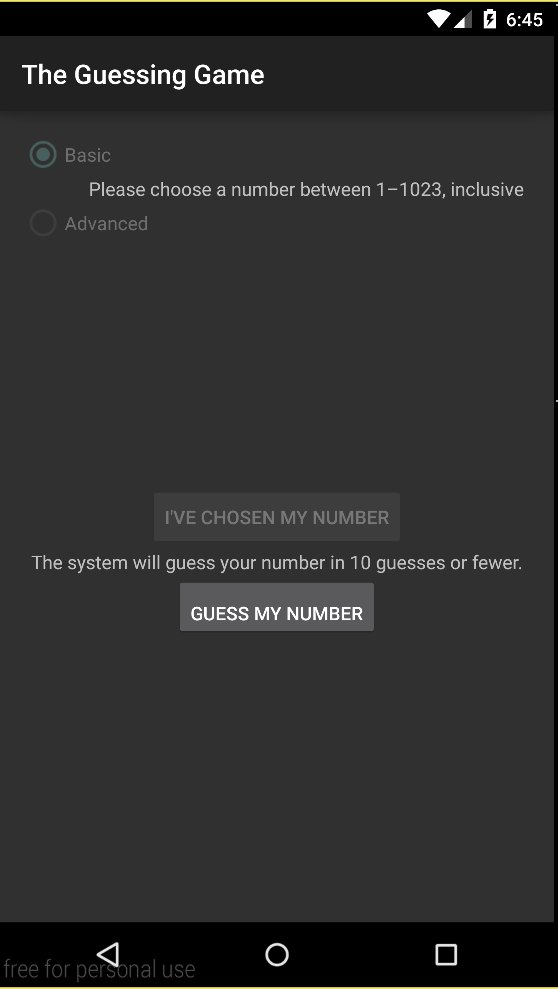 6:45
The Guessing Game
Basic
Please choose a number between 1–1023, inclusive
Advanced
I'VE CHOSEN MY NUMBER
The system will guess your number in 10 guesses or fewer.
GUESS MY NUMBER
free for personal use